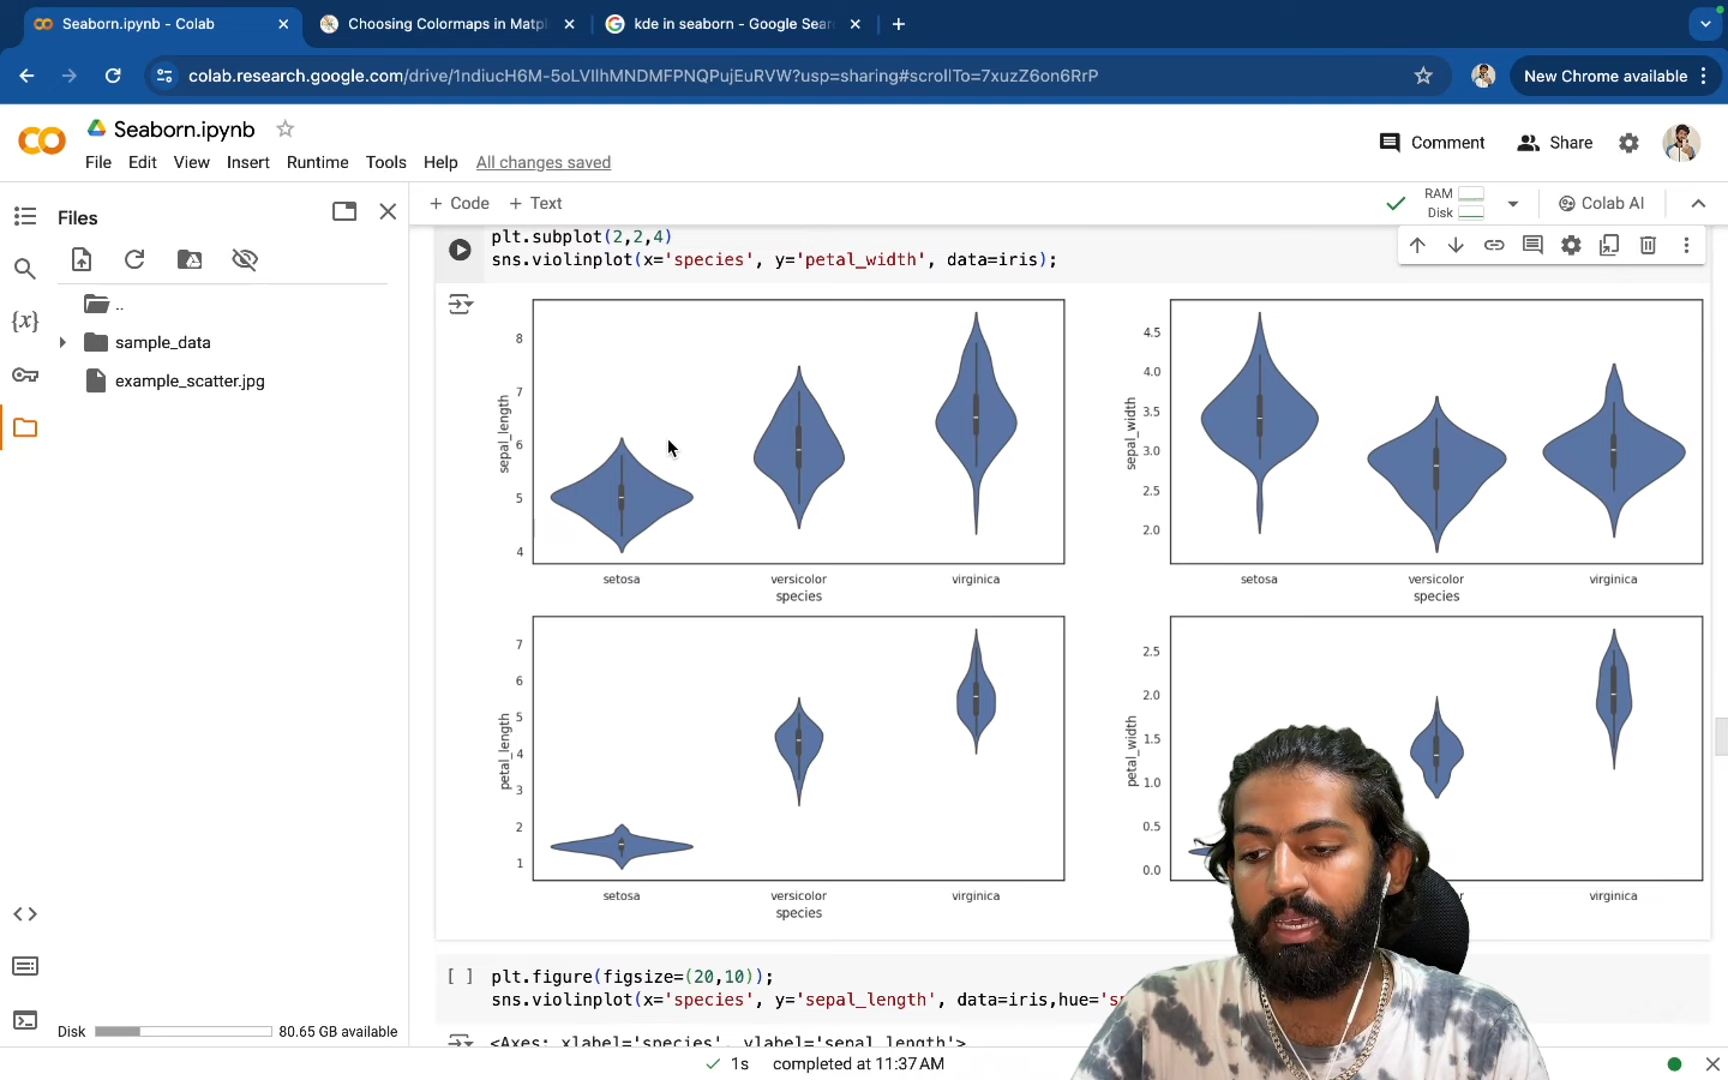 Seaborn.ipynb - Colab
Choosing Colormaps in Matpl
kde in seaborn - Google Sear
colab.research.google.com/drive/1ndiucH6M-5oLVIlhMNDMFPNQPujEuRVW?usp=sharing#scrollTo=7xuzZ6on6RrP
New Chrome available
Seaborn.ipynb
Comment
Share
File Edit View Insert Runtime Tools Help All changes saved
Files
+ Code + Text
RAM
Disk
Colab AI
..
sample_data
example_scatter.jpg
{x}
plt.subplot(2,2,4)
sns.violinplot(x='species', y='petal_width', data=iris);
8
7
6
5
4
sepal_length
setosa versicolor virginica
species
4.5
4.0
3.5
3.0
2.5
2.0
sepal_width
setosa versicolor virginica
species
7
6
5
4
3
2
1
petal_length
setosa versicolor virginica
species
2.5
2.0
1.5
1.0
0.5
0.0
petal_width
virginica
[ ] plt.figure(figsize=(20,10));
sns.violinplot(x='species', y='sepal_length', data=iris,hue='sp
<Axes: xlabel='species', ylabel='sepal_length'>
Disk 80.65 GB available
1s completed at 11:37 AM